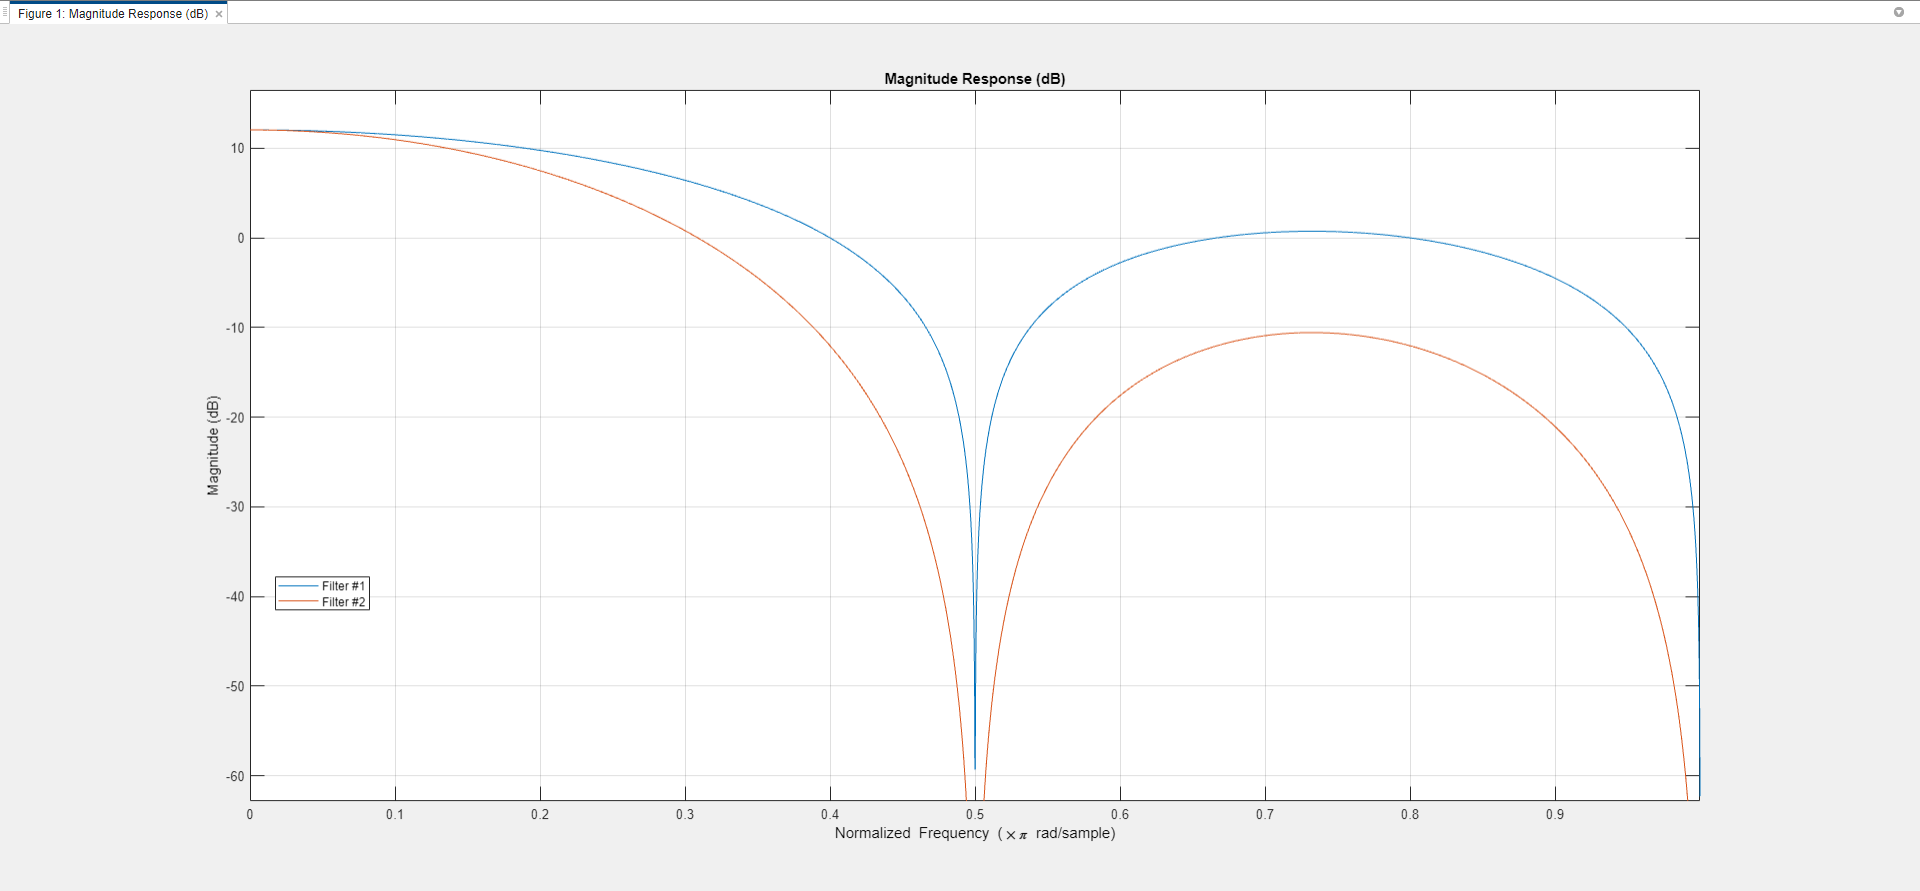 Figure 1: Magnitude Response (dB) ×
Magnitude Response (dB)
10
0
-10
-20
-30
-40
-50
-60
Magnitude (dB)
Filter #1
Filter #2
0 0.1 0.2 0.3 0.4 0.5 0.6 0.7 0.8 0.9
Normalized Frequency (×π rad/sample)